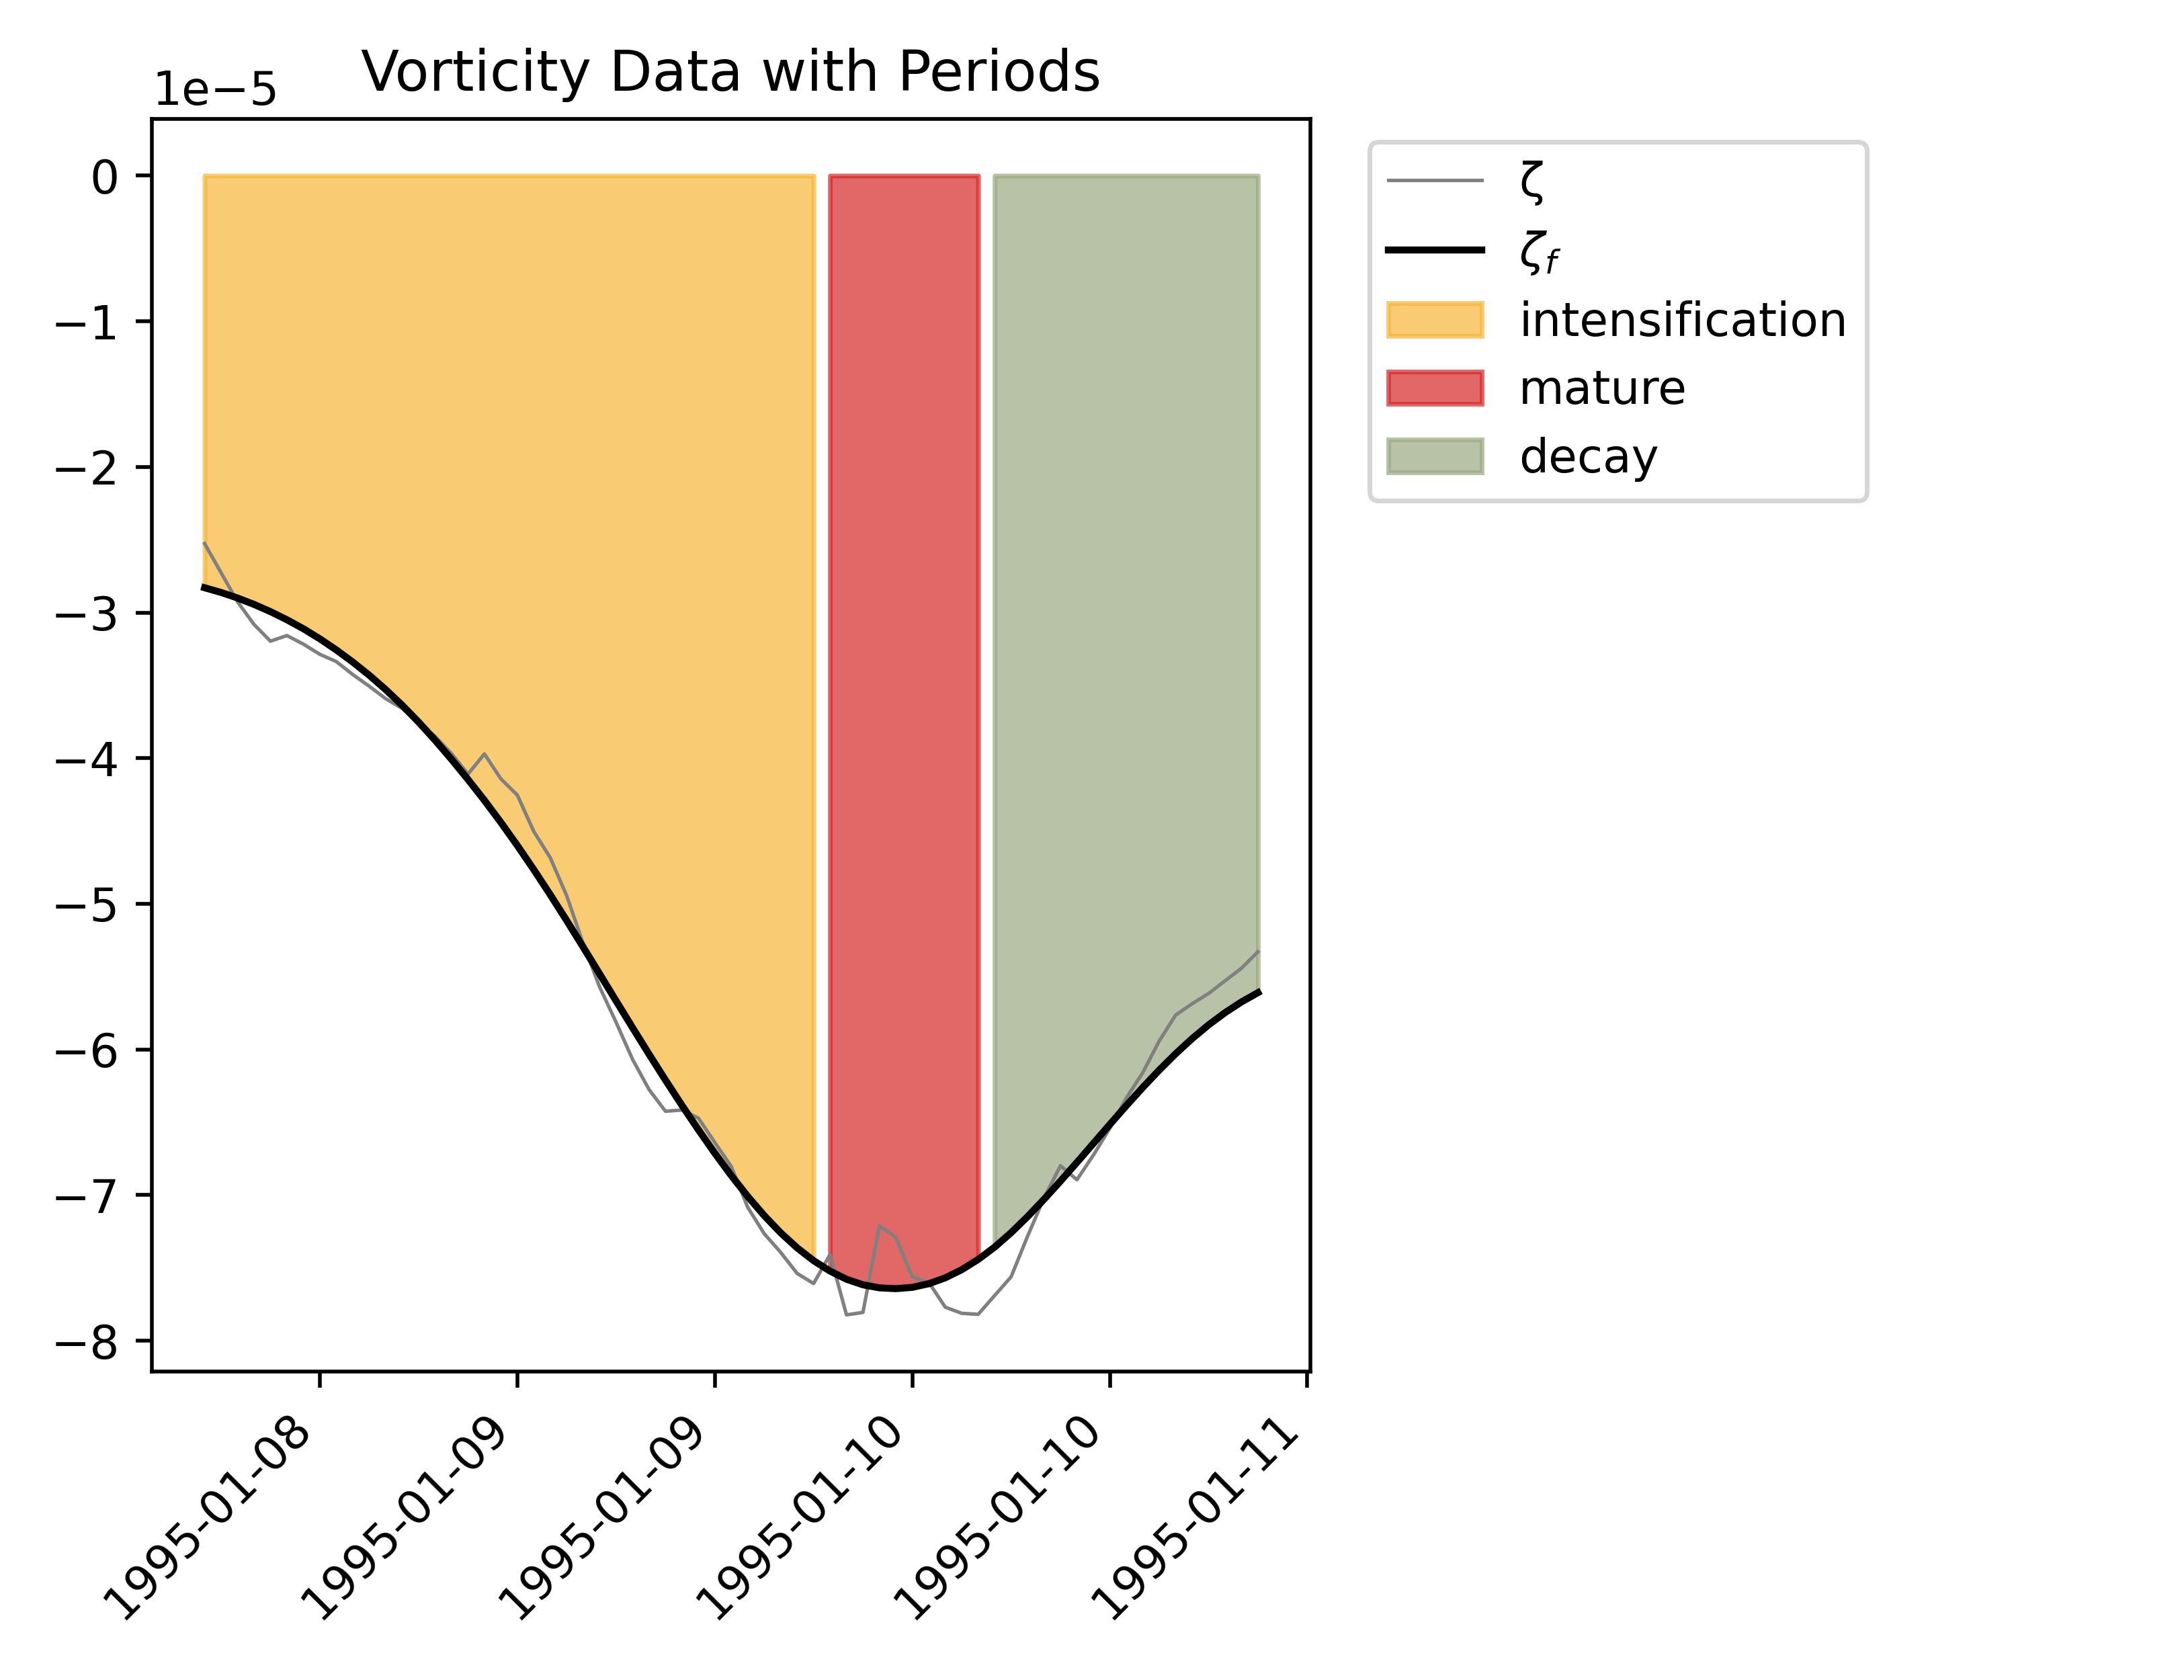 Vorticity Data with Periods
1e−5
0
−1
−2
−3
−4
−5
−6
−7
−8
1995-01-08
1995-01-09
1995-01-09
1995-01-10
1995-01-10
1995-01-11
ζ
ζf
intensification
mature
decay